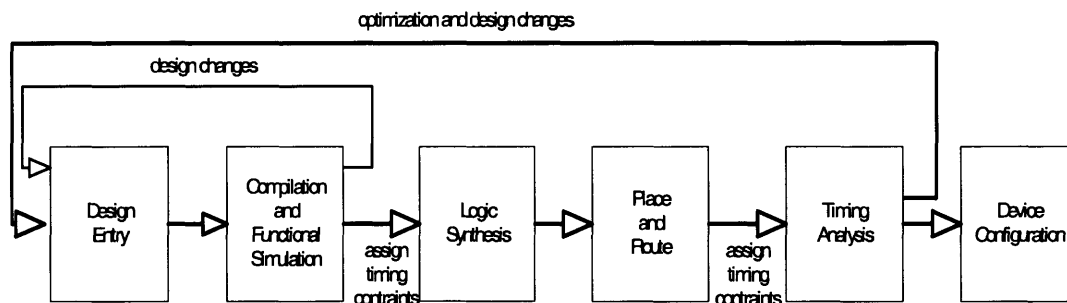 optimization and design changes
design changes
Design
Entry
Compilation
and
Functional
Simulation
assign
timing
contraints
Logic
Synthesis
Place
and
Route
assign
timing
contraints
Timing
Analysis
Device
Configuration